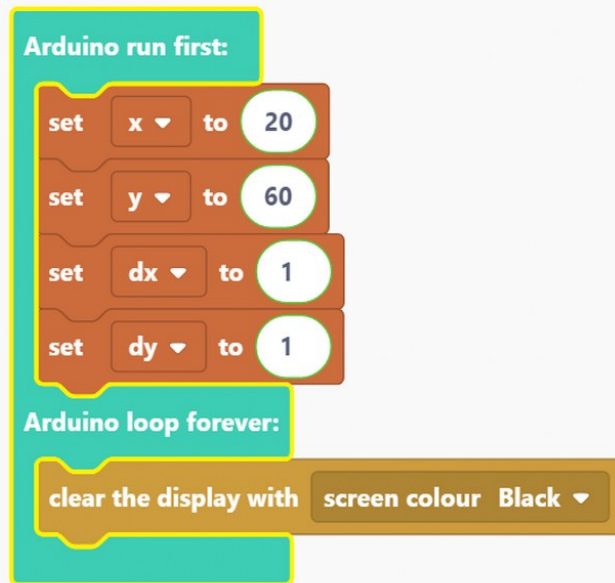 Arduino run first:
set x to 20
set y to 60
set dx to 1
set dy to 1
Arduino loop forever:
clear the display with screen colour Black